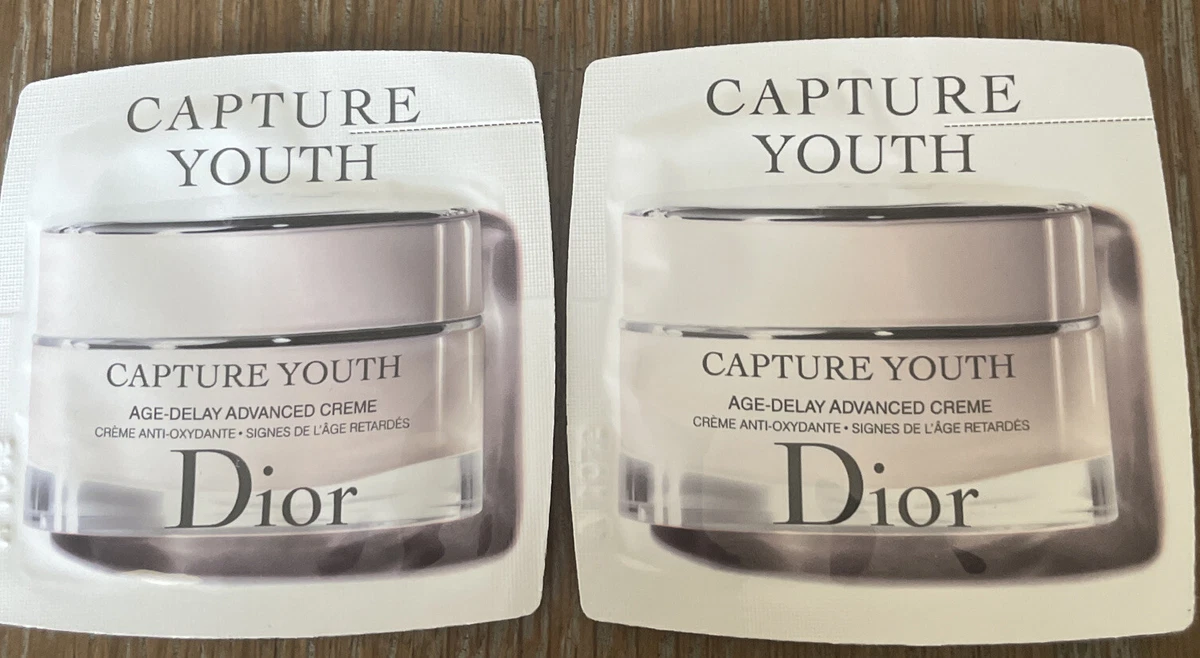 CAPTURE
YOUTH
CAPTURE YOUTH
AGE-DELAY ADVANCED CREME
CRÈME ANTI-OXYDANTE • SIGNES DE L'ÂGE RETARDÉS
Dior
CAPTURE
YOUTH
CAPTURE YOUTH
AGE-DELAY ADVANCED CREME
CRÈME ANTI-OXYDANTE • SIGNES DE L'ÂGE RETARDÉS
Dior